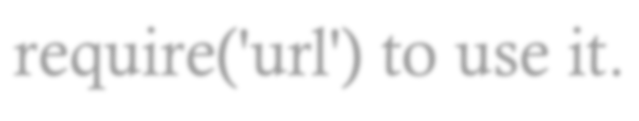 require('url') to use it.